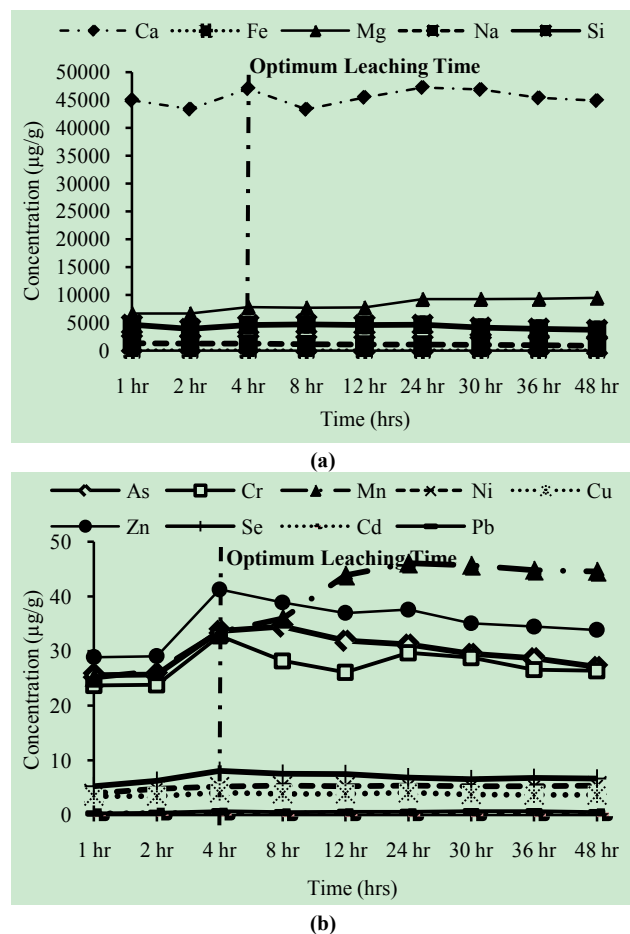 Ca Fe Mg Na Si
Optimum Leaching Time
50000
45000
40000
35000
30000
25000
20000
15000
10000
5000
0
Concentration (µg/g)
1 hr 2 hr 4 hr 8 hr 12 hr 24 hr 30 hr 36 hr 48 hr
Time (hrs)
(a)
As Cr Mn Ni Cu
Zn Se Cd Pb
Optimum Leaching Time
50
40
30
20
10
0
Concentration (µg/g)
1 hr 2 hr 4 hr 8 hr 12 hr 24 hr 30 hr 36 hr 48 hr
Time (hrs)
(b)